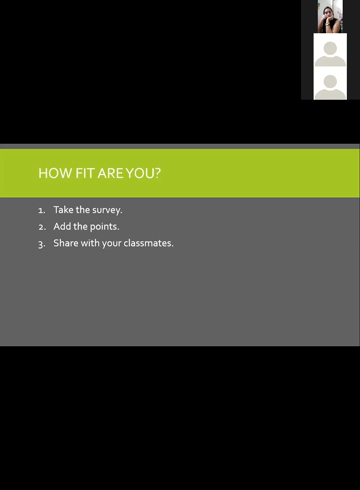 HOW FIT ARE YOU?
1. Take the survey.
2. Add the points.
3. Share with your classmates.